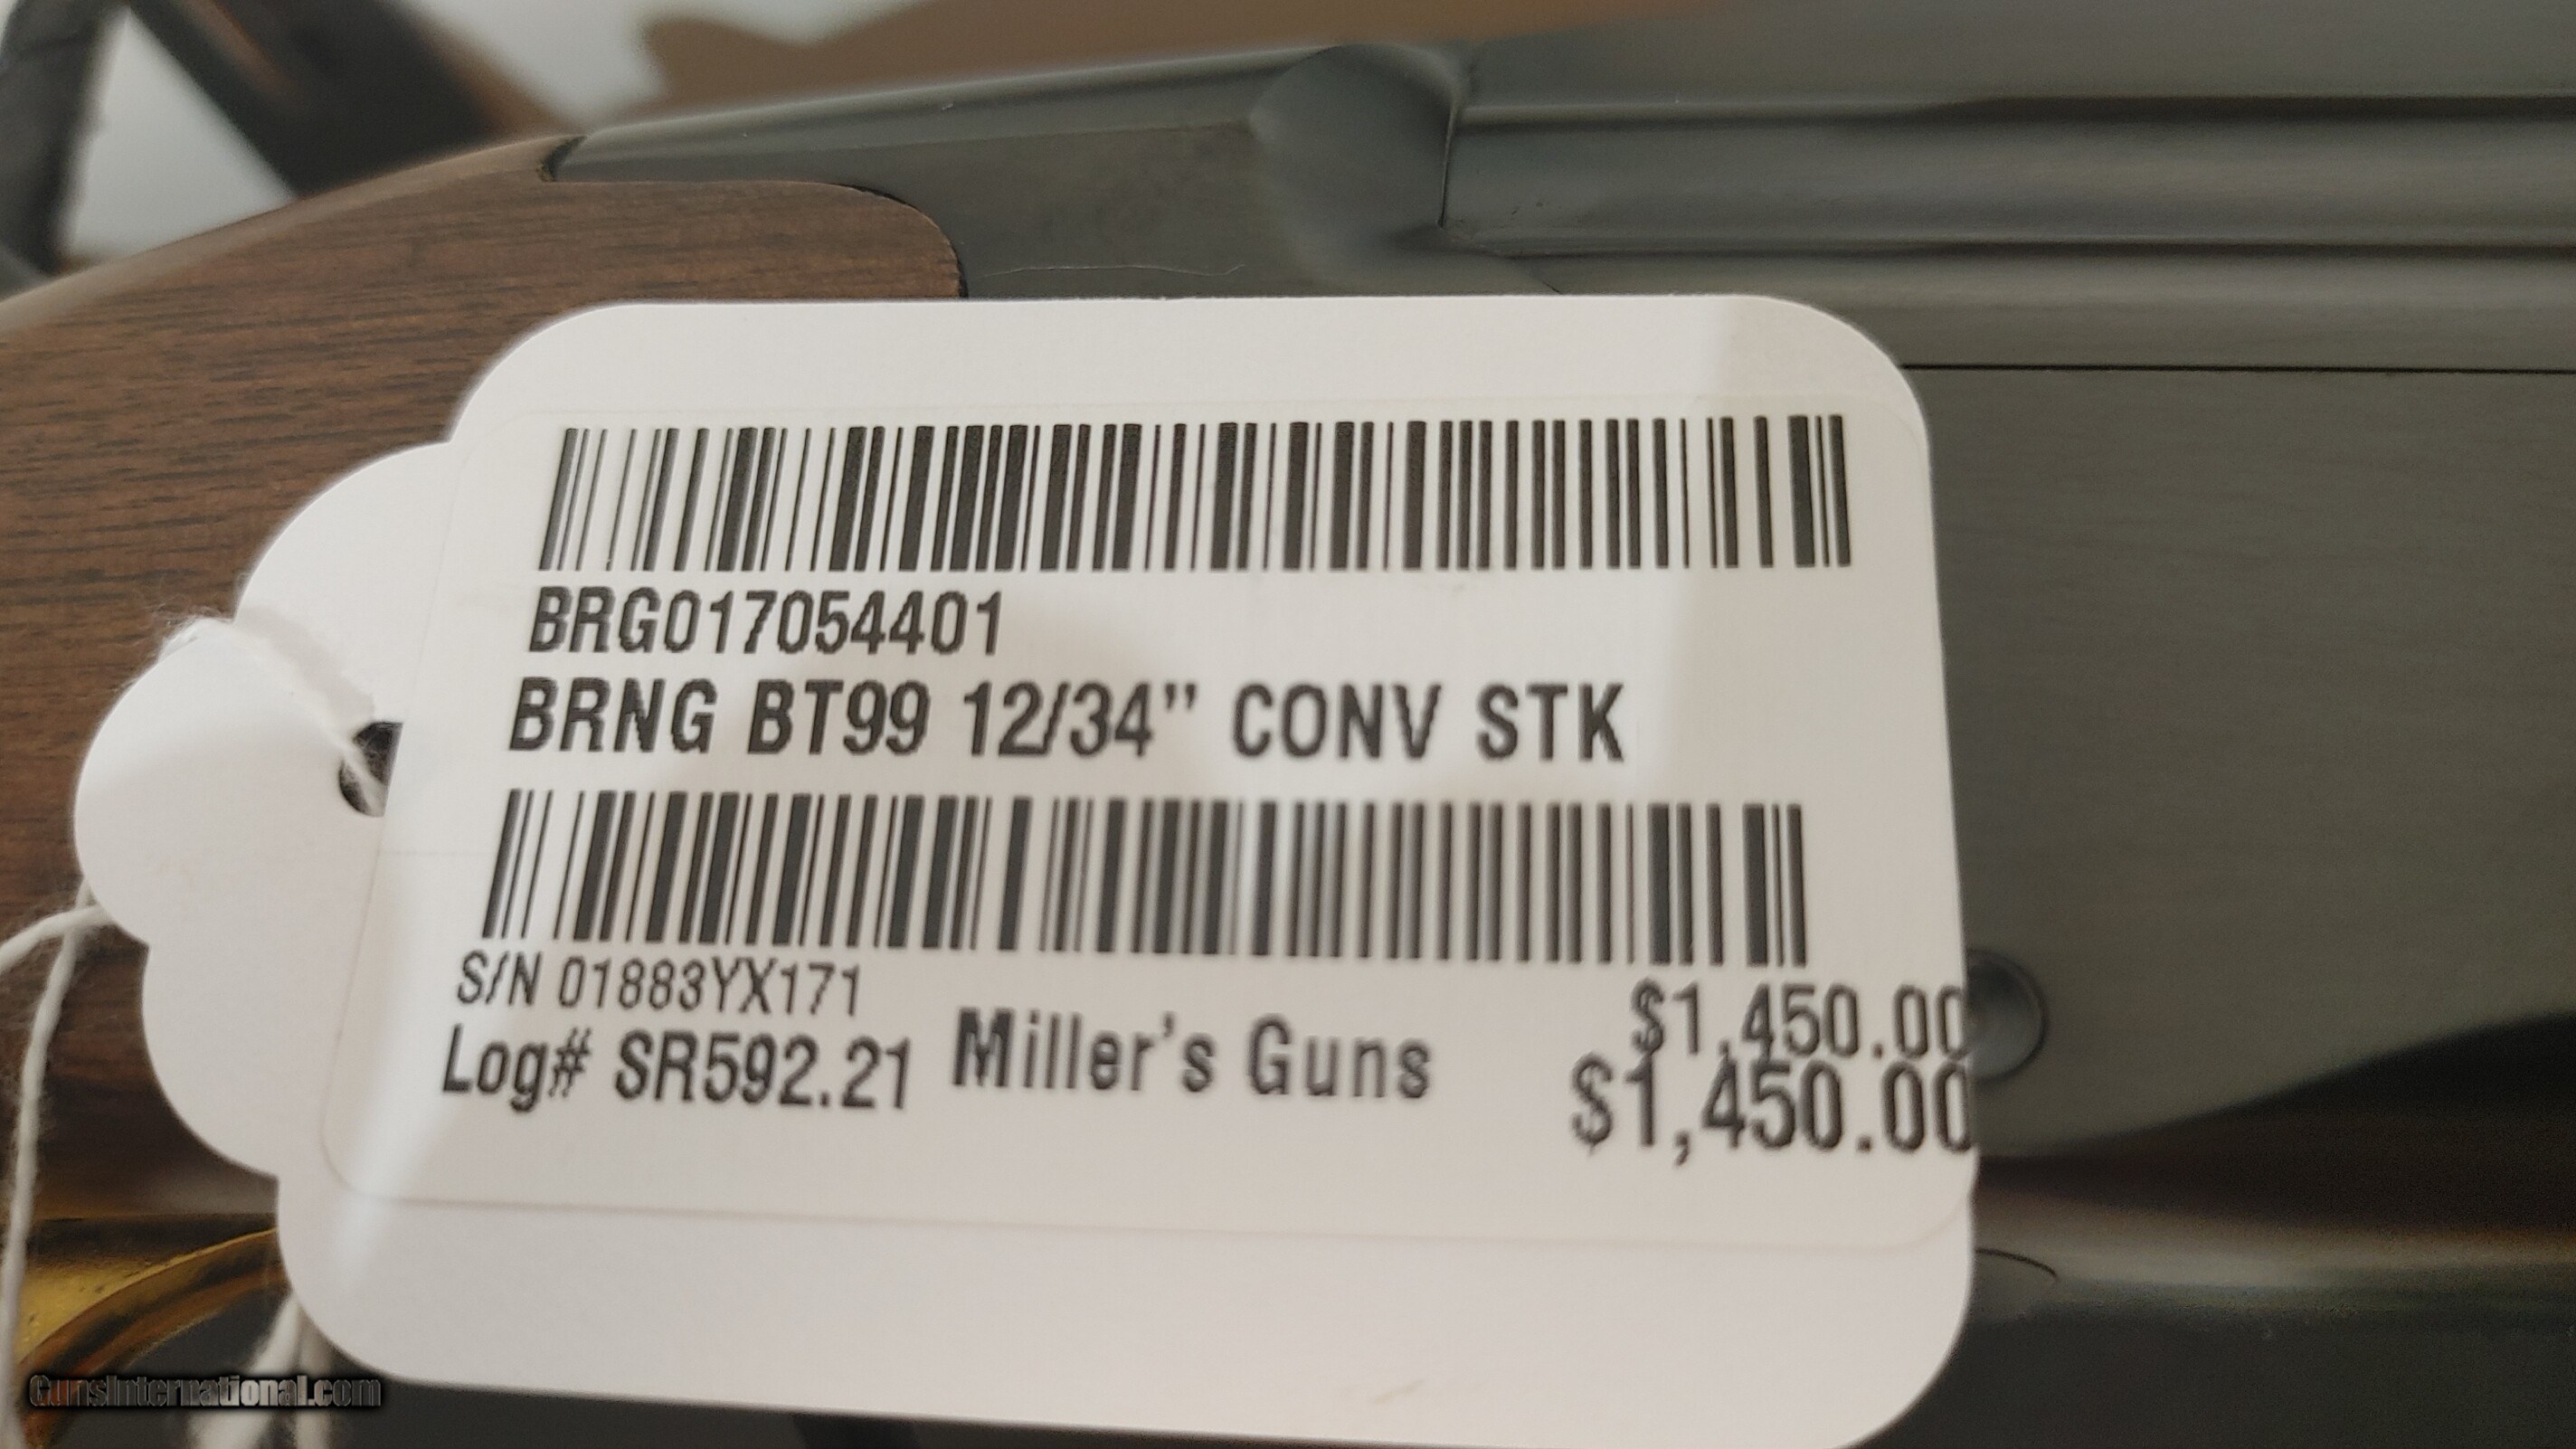 BRG017054401
BRNG BT99 12/34” CONV STK
S/N 01883YX171
$1,450.00
Log# SR592.21 Miller's Guns
$1,450.00
GunsInternational.com